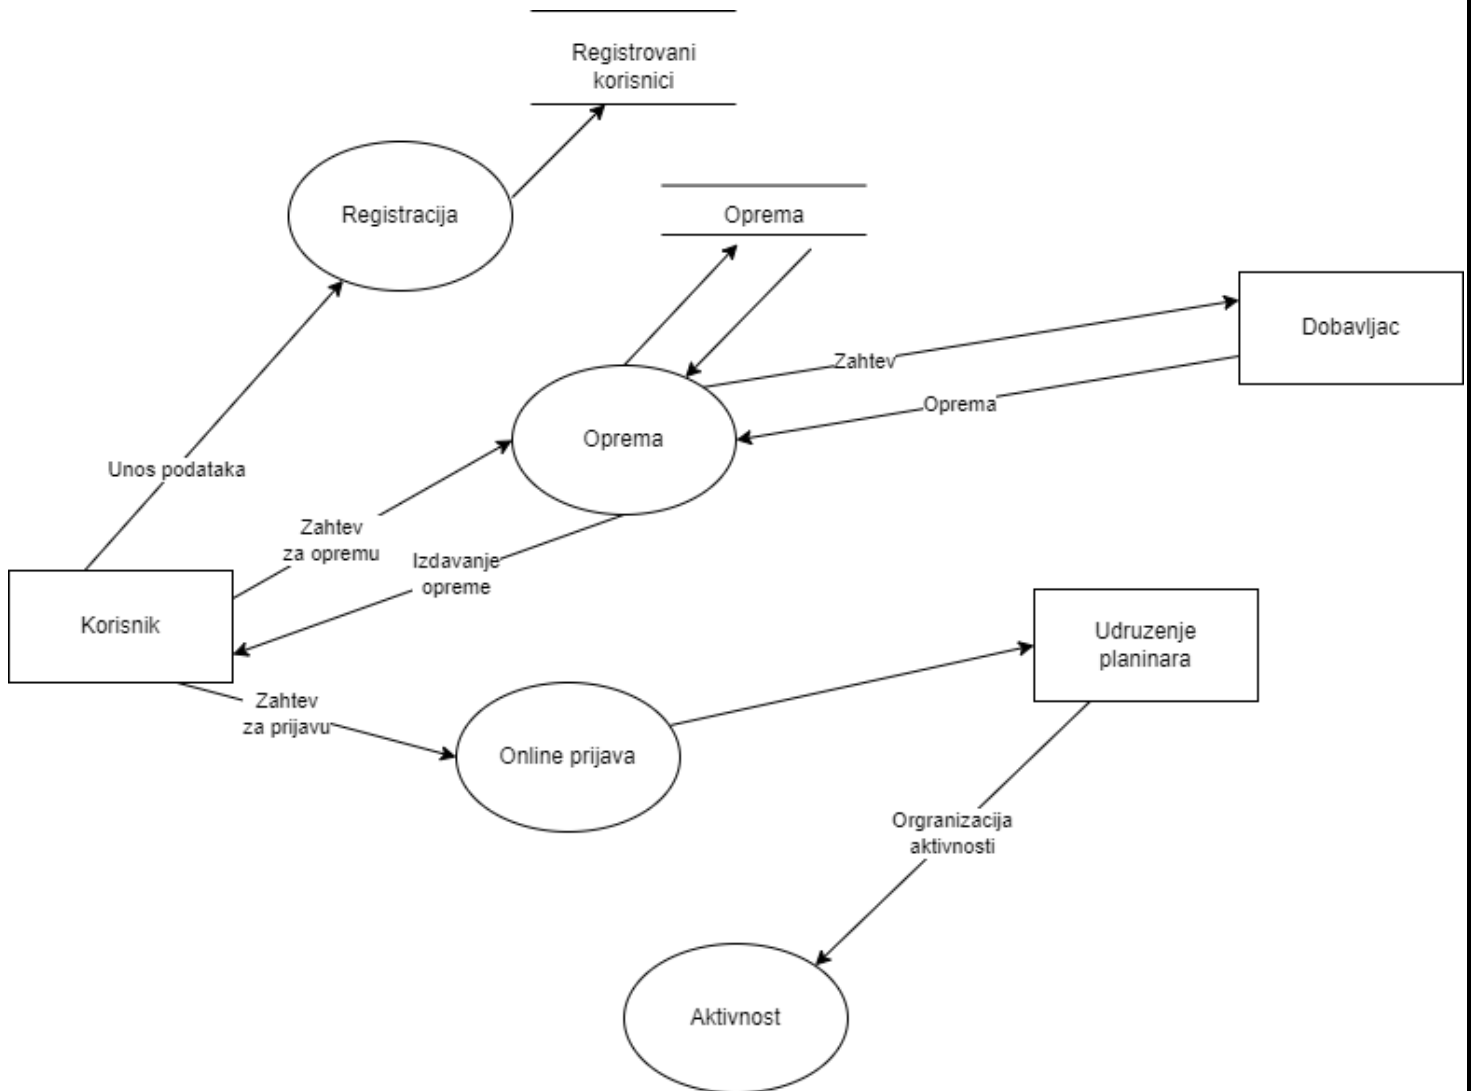 Registrovani
korisnici
Registracija
Oprema
Dobavljac
Zahtev
Oprema
Oprema
Unos podataka
Zahtev
za opremu
Izdavanje
opreme
Korisnik
Udruzenje
planinara
Zahtev
za prijavu
Online prijava
Orgranizacija
aktivnosti
Aktivnost